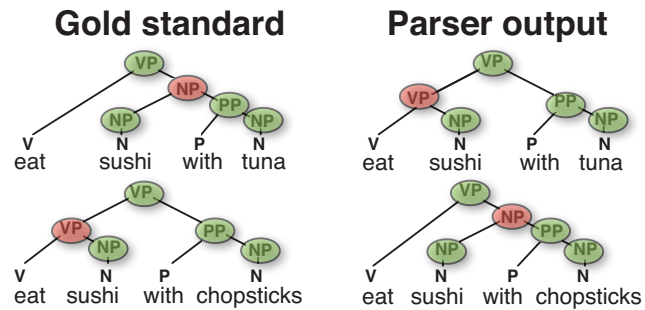 Gold standard
Parser output
VP
NP
PP
NP
NP
V N P N
eat sushi with tuna
VP
VP
PP
NP
NP
V N P N
eat sushi with tuna
VP
VP
PP
NP
NP
V N P N
eat sushi with chopsticks
VP
NP
PP
NP
NP
V N P N
eat sushi with chopsticks